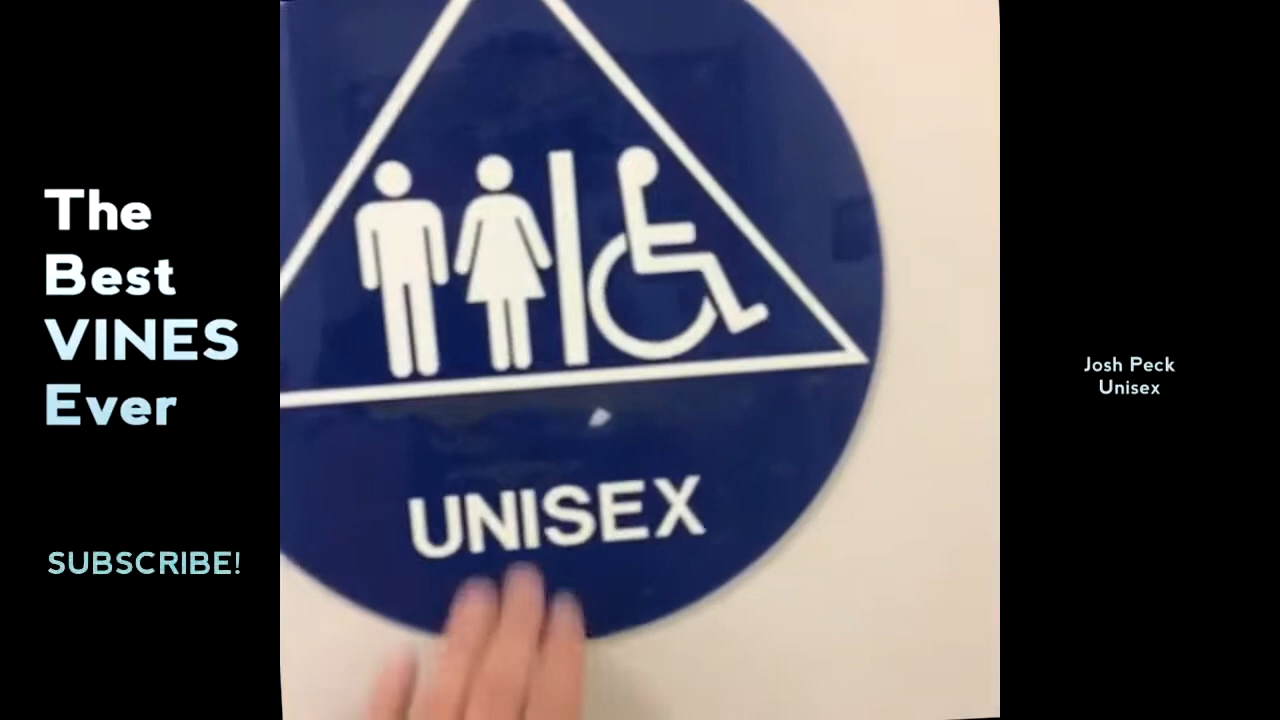 The
Best
VINES
Ever
SUBSCRIBE!
UNISEX
Josh Peck
Unisex